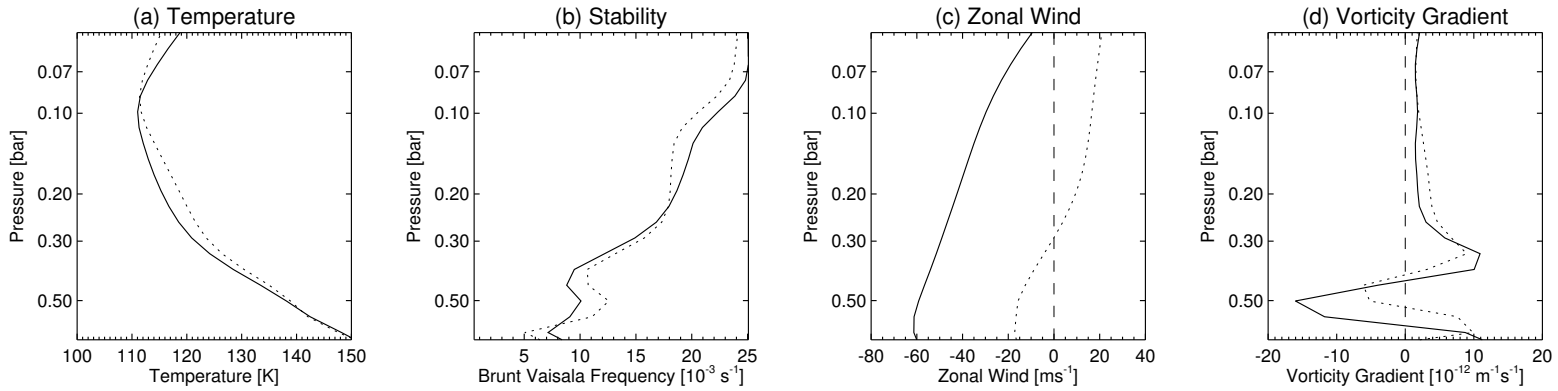 (a) Temperature
Pressure [bar]
0.07
0.10
0.20
0.30
0.50
100 110 120 130 140 150
Temperature [K]
(b) Stability
Pressure [bar]
0.07
0.10
0.20
0.30
0.50
5 10 15 20 25
Brunt Vaisala Frequency [10⁻³ s⁻¹]
(c) Zonal Wind
Pressure [bar]
0.07
0.10
0.20
0.30
0.50
-80 -60 -40 -20 0 20 40
Zonal Wind [ms⁻¹]
(d) Vorticity Gradient
Pressure [bar]
0.07
0.10
0.20
0.30
0.50
-20 -10 0 10 20
Vorticity Gradient [10⁻¹² m⁻¹s⁻¹]